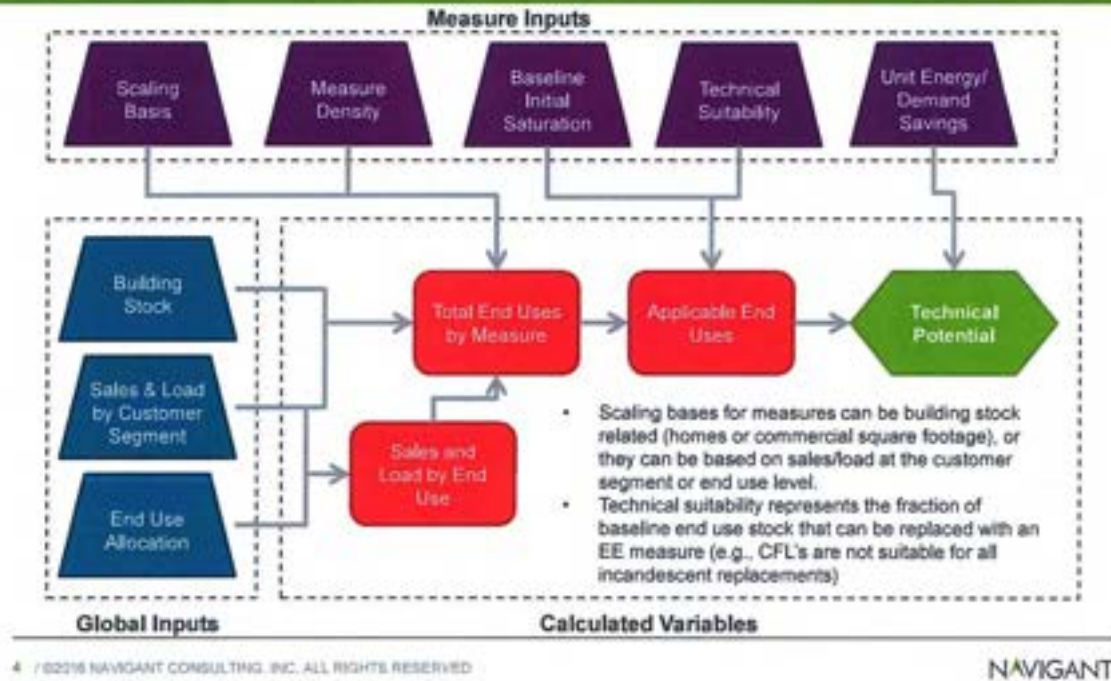 Measure Inputs
Scaling
Basis
Measure
Density
Baseline
Initial
Saturation
Technical
Suitability
Unit Energy/
Demand
Savings
Building
Stock
Sales & Load
by Customer
Segment
End Use
Allocation
Total End Uses
by Measure
Applicable End
Uses
Technical
Potential
Sales and
Load by End
Use
• Scaling bases for measures can be building stock
related (homes or commercial square footage), or
they can be based on sales/load at the customer
segment or end use level.
• Technical suitability represents the fraction of
baseline end use stock that can be replaced with an
EE measure (e.g., CFL's are not suitable for all
incandescent replacements)
Global Inputs
Calculated Variables
4 / ©2016 NAVIGANT CONSULTING, INC. ALL RIGHTS RESERVED
NAVIGANT